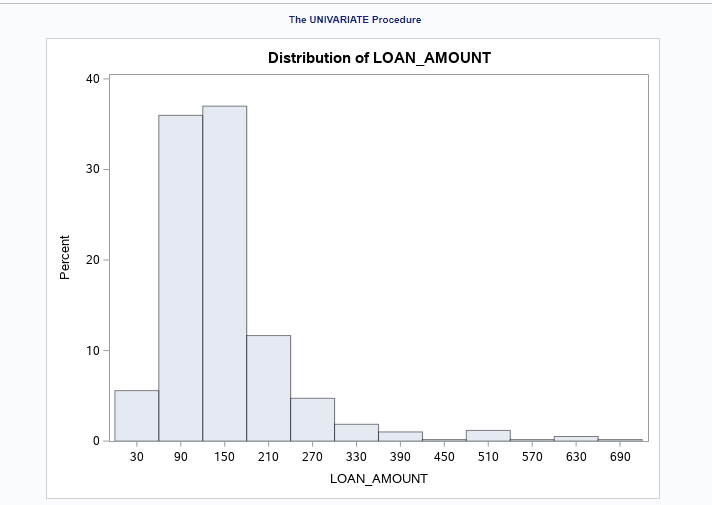 The UNIVARIATE Procedure
Distribution of LOAN_AMOUNT
40
30
20
10
0
Percent
30 90 150 210 270 330 390 450 510 570 630 690
LOAN_AMOUNT